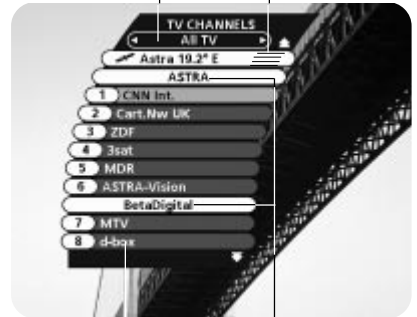 TV CHANNELS
All TV
Astra 19.2° E
ASTRA
1 CNN Int.
2 Cart.Nw UK
3 ZDF
4 3sat
5 MDR
6 ASTRA-Vision
BetaDigital
7 MTV
8 d-box